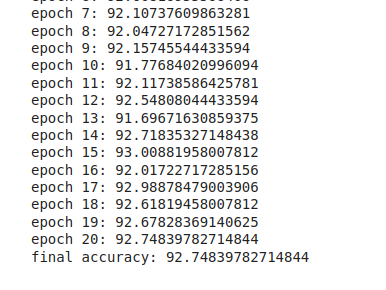 epoch 7: 92.10737609863281
epoch 8: 92.04727172851562
epoch 9: 92.15745544433594
epoch 10: 91.77684020996094
epoch 11: 92.11738586425781
epoch 12: 92.54808044433594
epoch 13: 91.69671630859375
epoch 14: 92.71835327148438
epoch 15: 93.00881958007812
epoch 16: 92.01722717285156
epoch 17: 92.98878479003906
epoch 18: 92.61819458007812
epoch 19: 92.67828369140625
epoch 20: 92.74839782714844
final accuracy: 92.74839782714844